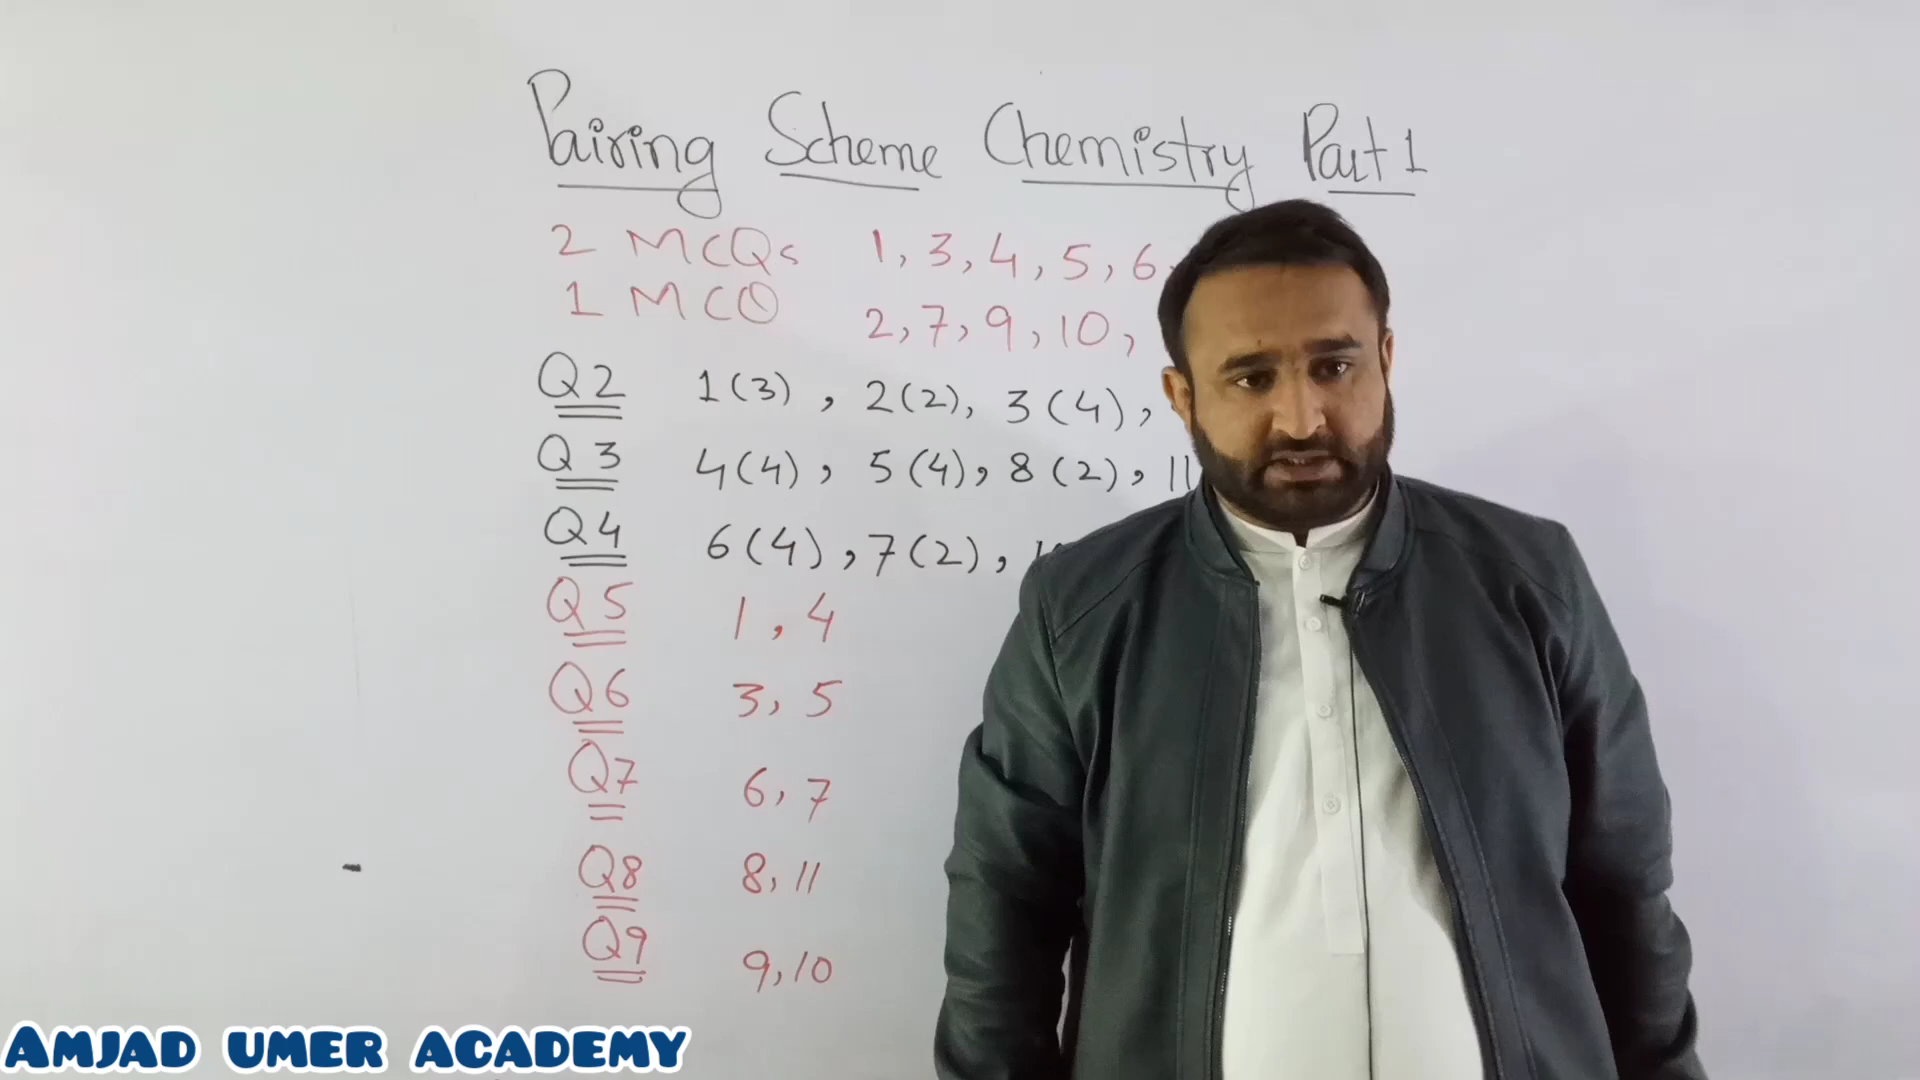 Pairing Scheme Chemistry Part 1
2 MCQs 1, 3, 4, 5, 6
1 MCQ 2, 7, 9, 10,
Q2 1(3), 2(2), 3(4),
Q3 4(4), 5(4), 8(2), 11
Q4 6(4), 7(2),
Q5 1, 4
Q6 3, 5
Q7 6, 7
Q8 8, 11
Q9 9, 10
AMJAD UMER ACADEMY